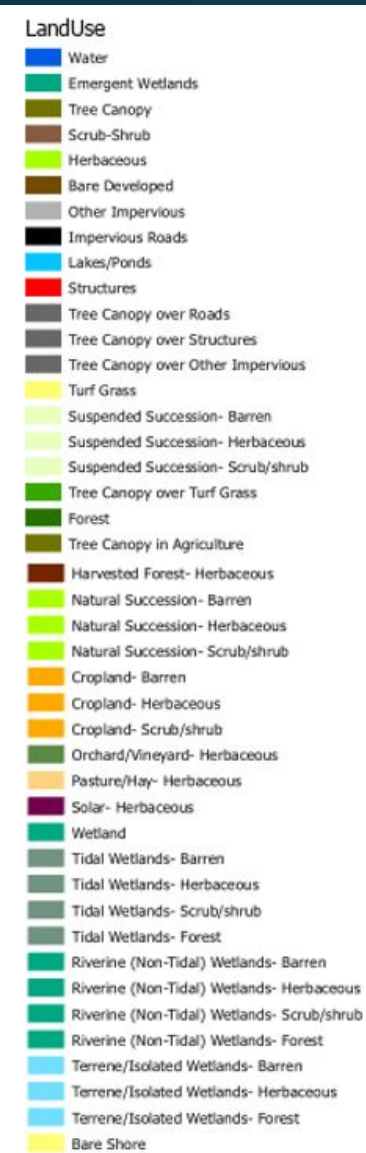 LandUse
Water
Emergent Wetlands
Tree Canopy
Scrub-Shrub
Herbaceous
Bare Developed
Other Impervious
Impervious Roads
Lakes/Ponds
Structures
Tree Canopy over Roads
Tree Canopy over Structures
Tree Canopy over Other Impervious
Turf Grass
Suspended Succession- Barren
Suspended Succession- Herbaceous
Suspended Succession- Scrub/shrub
Tree Canopy over Turf Grass
Forest
Tree Canopy in Agriculture
Harvested Forest- Herbaceous
Natural Succession- Barren
Natural Succession- Herbaceous
Natural Succession- Scrub/shrub
Cropland- Barren
Cropland- Herbaceous
Cropland- Scrub/shrub
Orchard/Vineyard- Herbaceous
Pasture/Hay- Herbaceous
Solar- Herbaceous
Wetland
Tidal Wetlands- Barren
Tidal Wetlands- Herbaceous
Tidal Wetlands- Scrub/shrub
Tidal Wetlands- Forest
Riverine (Non-Tidal) Wetlands- Barren
Riverine (Non-Tidal) Wetlands- Herbaceous
Riverine (Non-Tidal) Wetlands- Scrub/shrub
Riverine (Non-Tidal) Wetlands- Forest
Terrene/Isolated Wetlands- Barren
Terrene/Isolated Wetlands- Herbaceous
Terrene/Isolated Wetlands- Forest
Bare Shore